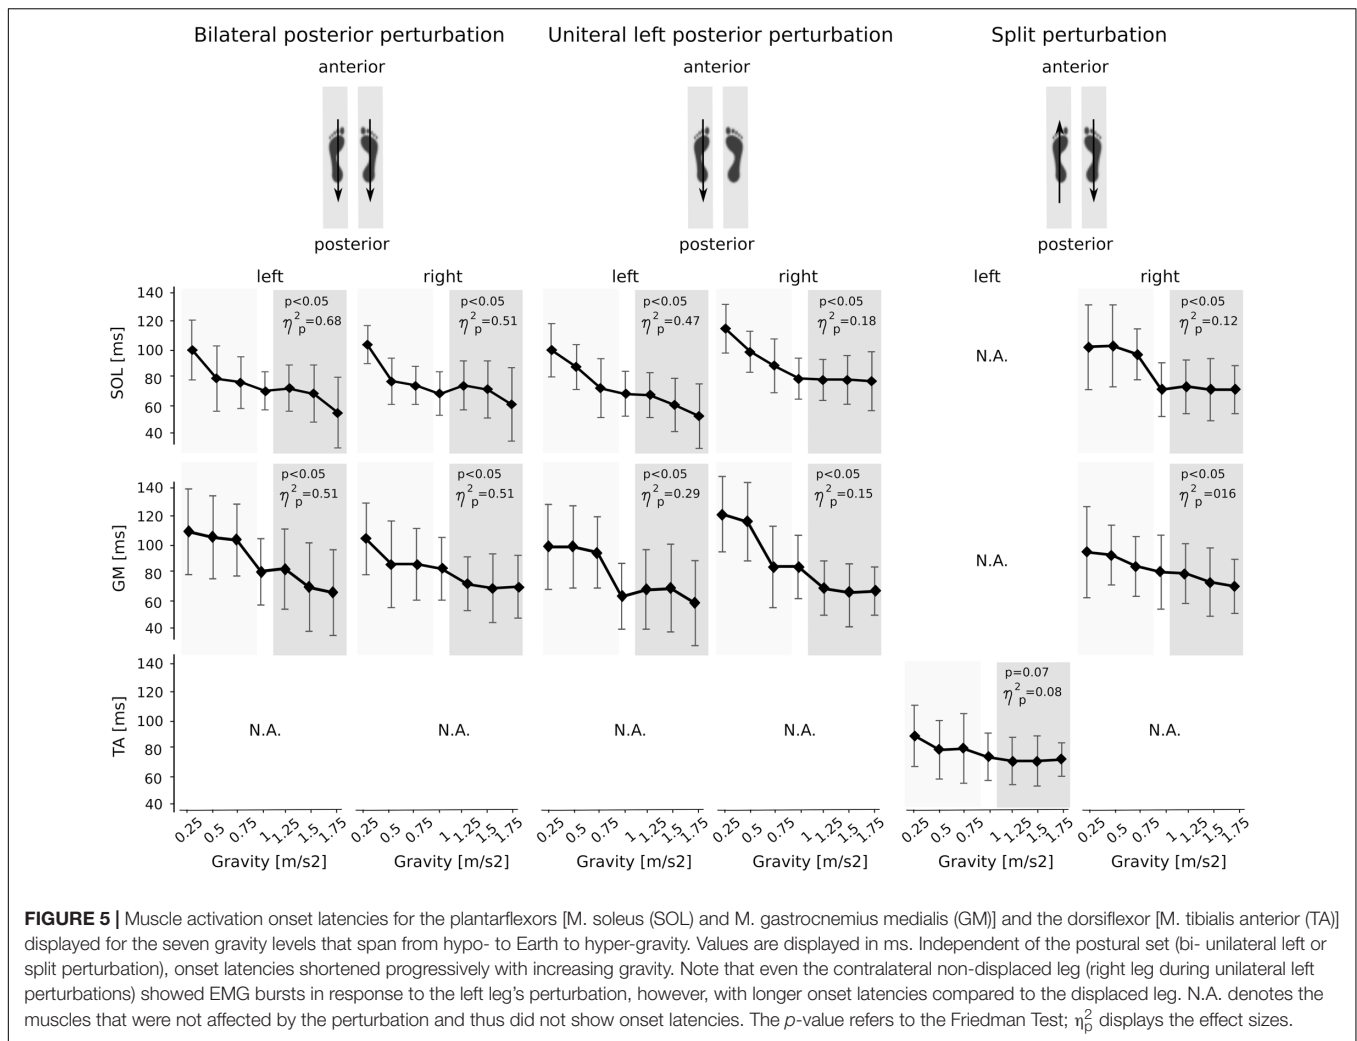 Bilateral posterior perturbation
Uniteral left posterior perturbation
Split perturbation
anterior
anterior
anterior
posterior
posterior
posterior
left
right
left
right
left
right
SOL [ms]
140
120
100
80
60
40
p<0.05
η²p=0.68
p<0.05
η²p=0.51
p<0.05
η²p=0.47
p<0.05
η²p=0.18
N.A.
p<0.05
η²p=0.12
GM [ms]
140
120
100
80
60
40
p<0.05
η²p=0.51
p<0.05
η²p=0.51
p<0.05
η²p=0.29
p<0.05
η²p=0.15
N.A.
p<0.05
η²p=016
TA [ms]
140
120
100
80
60
40
N.A.
N.A.
N.A.
N.A.
p=0.07
η²p=0.08
N.A.
0.25 0.5 0.75 1 1.25 1.5 1.75
0.25 0.5 0.75 1 1.25 1.5 1.75
0.25 0.5 0.75 1 1.25 1.5 1.75
0.25 0.5 0.75 1 1.25 1.5 1.75
0.25 0.5 0.75 1 1.25 1.5 1.75
0.25 0.5 0.75 1 1.25 1.5 1.75
Gravity [m/s2]
Gravity [m/s2]
Gravity [m/s2]
Gravity [m/s2]
Gravity [m/s2]
Gravity [m/s2]
FIGURE 5 | Muscle activation onset latencies for the plantarflexors [M. soleus (SOL) and M. gastrocnemius medialis (GM)] and the dorsiflexor [M. tibialis anterior (TA)]
displayed for the seven gravity levels that span from hypo- to Earth to hyper-gravity. Values are displayed in ms. Independent of the postural set (bi- unilateral left or
split perturbation), onset latencies shortened progressively with increasing gravity. Note that even the contralateral non-displaced leg (right leg during unilateral left
perturbations) showed EMG bursts in response to the left leg's perturbation, however, with longer onset latencies compared to the displaced leg. N.A. denotes the
muscles that were not affected by the perturbation and thus did not show onset latencies. The p-value refers to the Friedman Test; η²p displays the effect sizes.